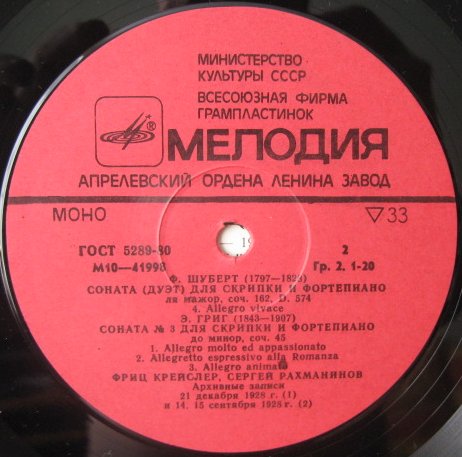 МИНИСТЕРСТВО
КУЛЬТУРЫ СССР
ВСЕСОЮЗНАЯ ФИРМА
ГРАМПЛАСТИНОК
МЕЛОДИЯ
АПРЕЛЕВСКИЙ ОРДЕНА ЛЕНИНА ЗАВОД
МОНО ▽33
ГОСТ 5289-80 2
М10—41998 Гр. 2. 1-20
Ф. ШУБЕРТ (1797—1828)
СОНАТА (ДУЭТ) ДЛЯ СКРИПКИ И ФОРТЕПИАНО
ля мажор, соч. 162, D. 574
4. Allegro vivace
Э. ГРИГ (1843—1907)
СОНАТА № 3 ДЛЯ СКРИПКИ И ФОРТЕПИАНО
до минор, соч. 45
1. Allegro molto ed appassionato
2. Allegretto espressivo alla Romanza
3. Allegro animato
ФРИЦ КРЕЙСЛЕР, СЕРГЕЙ РАХМАНИНОВ
Архивные записи
21 декабря 1928 г. (1)
и 14, 15 сентября 1928 г. (2)